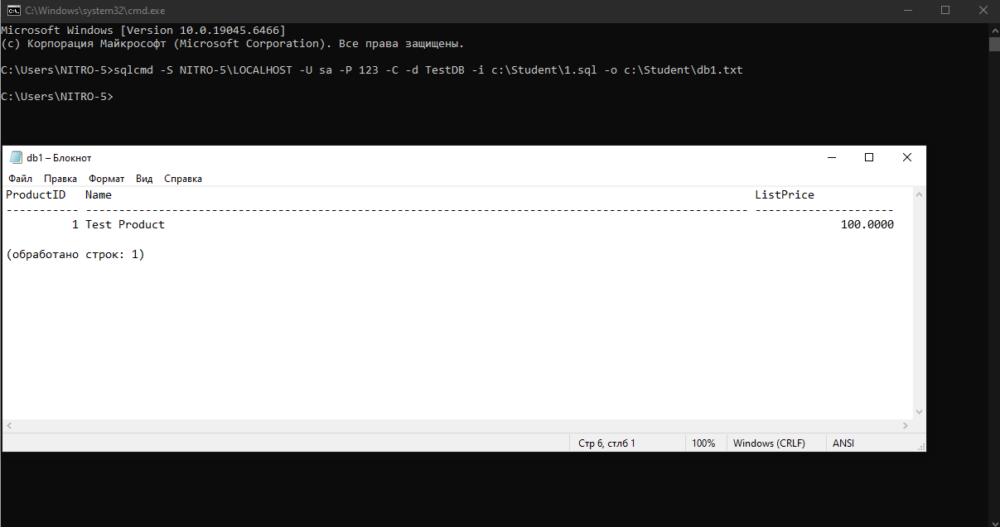 C:\Windows\system32\cmd.exe
Microsoft Windows [Version 10.0.19045.6466]
(c) Корпорация Майкрософт (Microsoft Corporation). Все права защищены.
C:\Users\NITRO-5>sqlcmd -S NITRO-5\LOCALHOST -U sa -P 123 -C -d TestDB -i c:\Student\1.sql -o c:\Student\db1.txt
C:\Users\NITRO-5>
db1 – Блокнот
Файл Правка Формат Вид Справка
ProductID Name ListPrice
----------- ---------------------------------------------------------------------------------------------------- ---------------------
1 Test Product 100.0000
(обработано строк: 1)
Стр 6, стлб 1 100% Windows (CRLF) ANSI